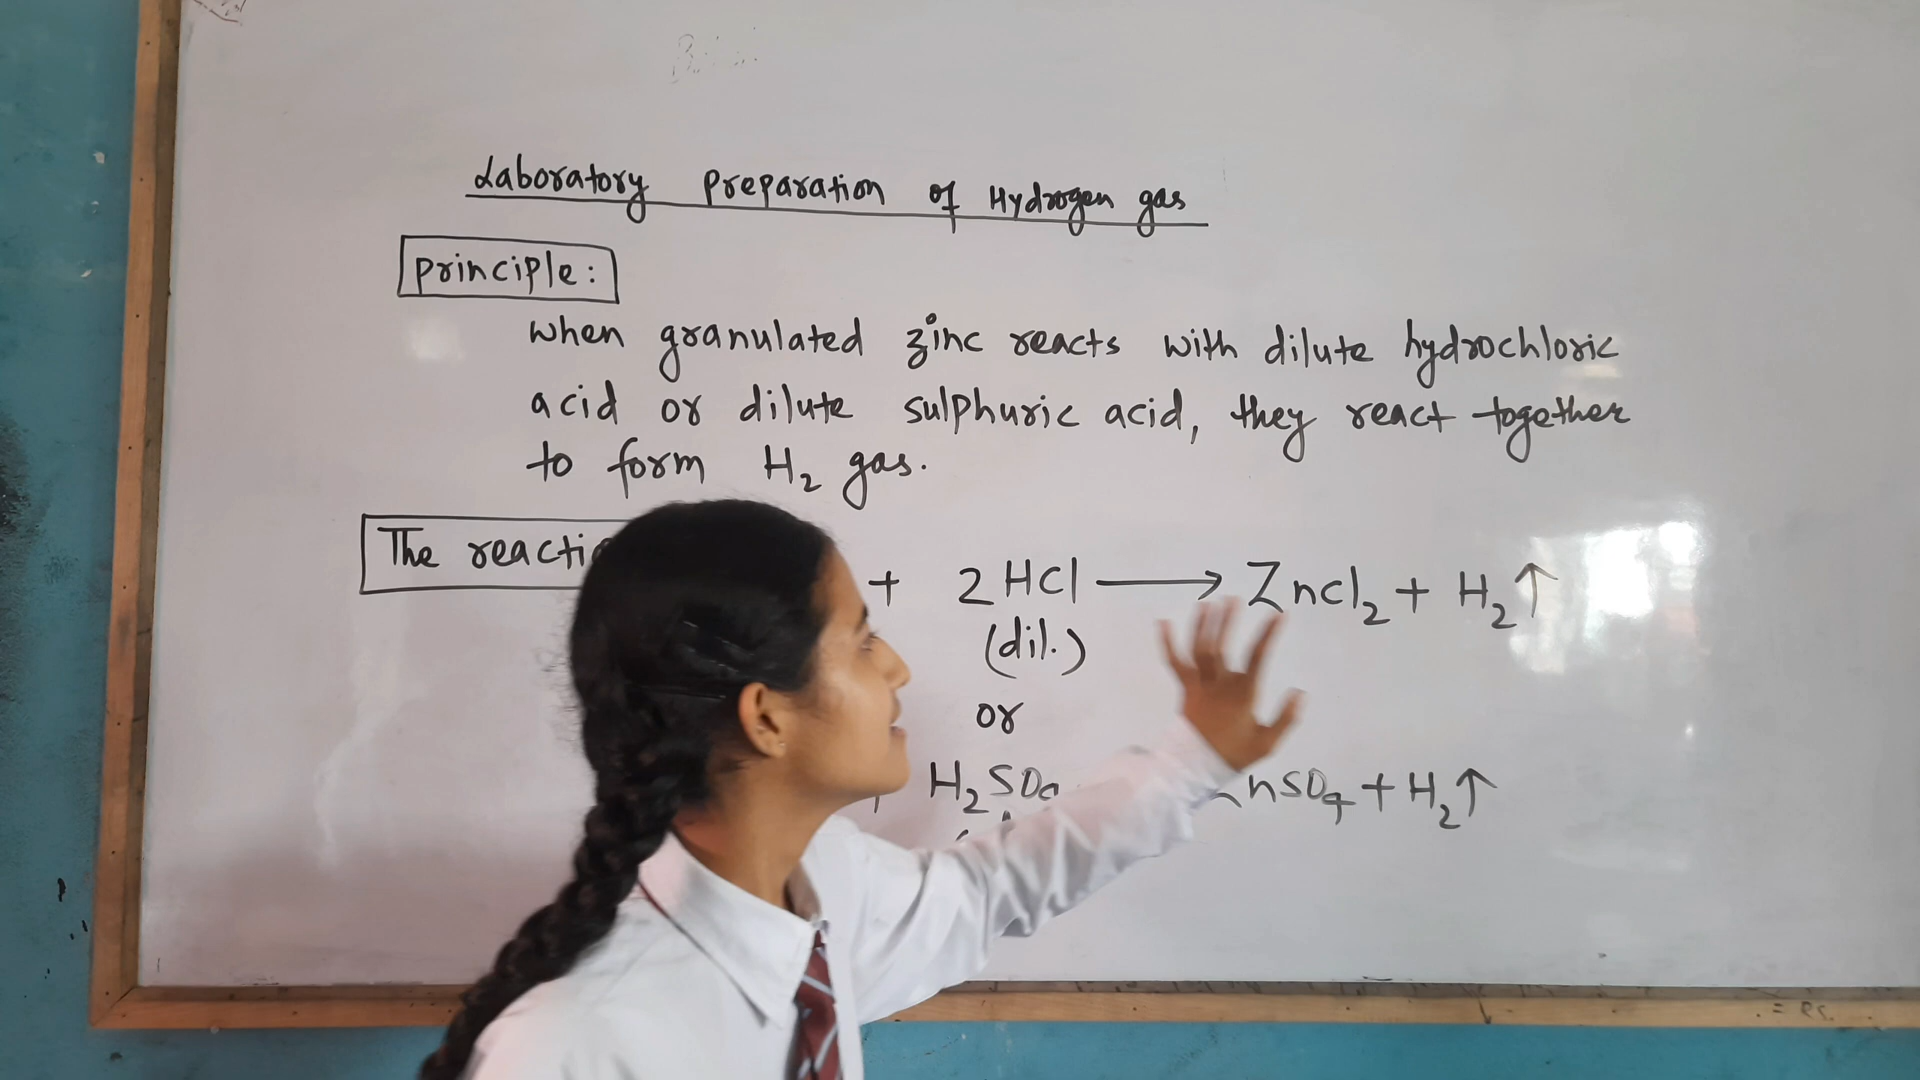 Laboratory preparation of Hydrogen gas
principle:
when granulated zinc reacts with dilute hydrochloric
acid or dilute sulphuric acid, they react together
to form H₂ gas.
The reacti
+ 2HCl → ZnCl₂ + H₂↑
(dil.)
or
H₂SO₄ nSO₄ + H₂↑